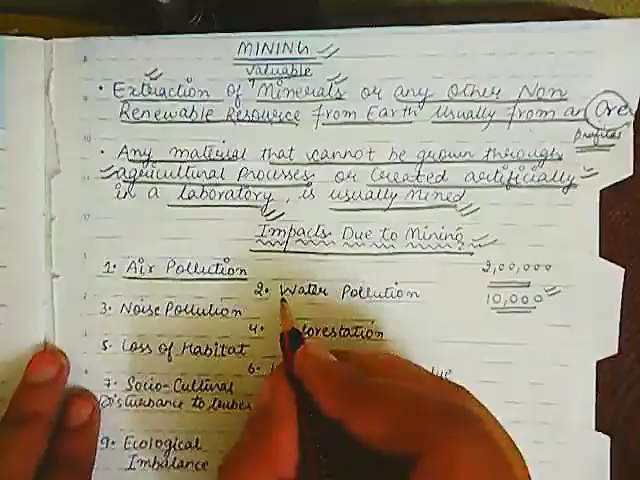 MINING
Valuable
• Extraction of Minerals or any other Non
Renewable Resource from Earth Usually from an Ore
profites
• Any material that cannot be grown through
agricultural processes or Created artificially
in a laboratory, is usually mined
Impacts Due to Mining
1. Air Pollution
2,00,000
2. Water Pollution
10,000
3. Noise Pollution
4. forestation
5. Loss of Habitat
6.
7. Socio-Cultural
Disturbance to
9. Ecological
Imbalance